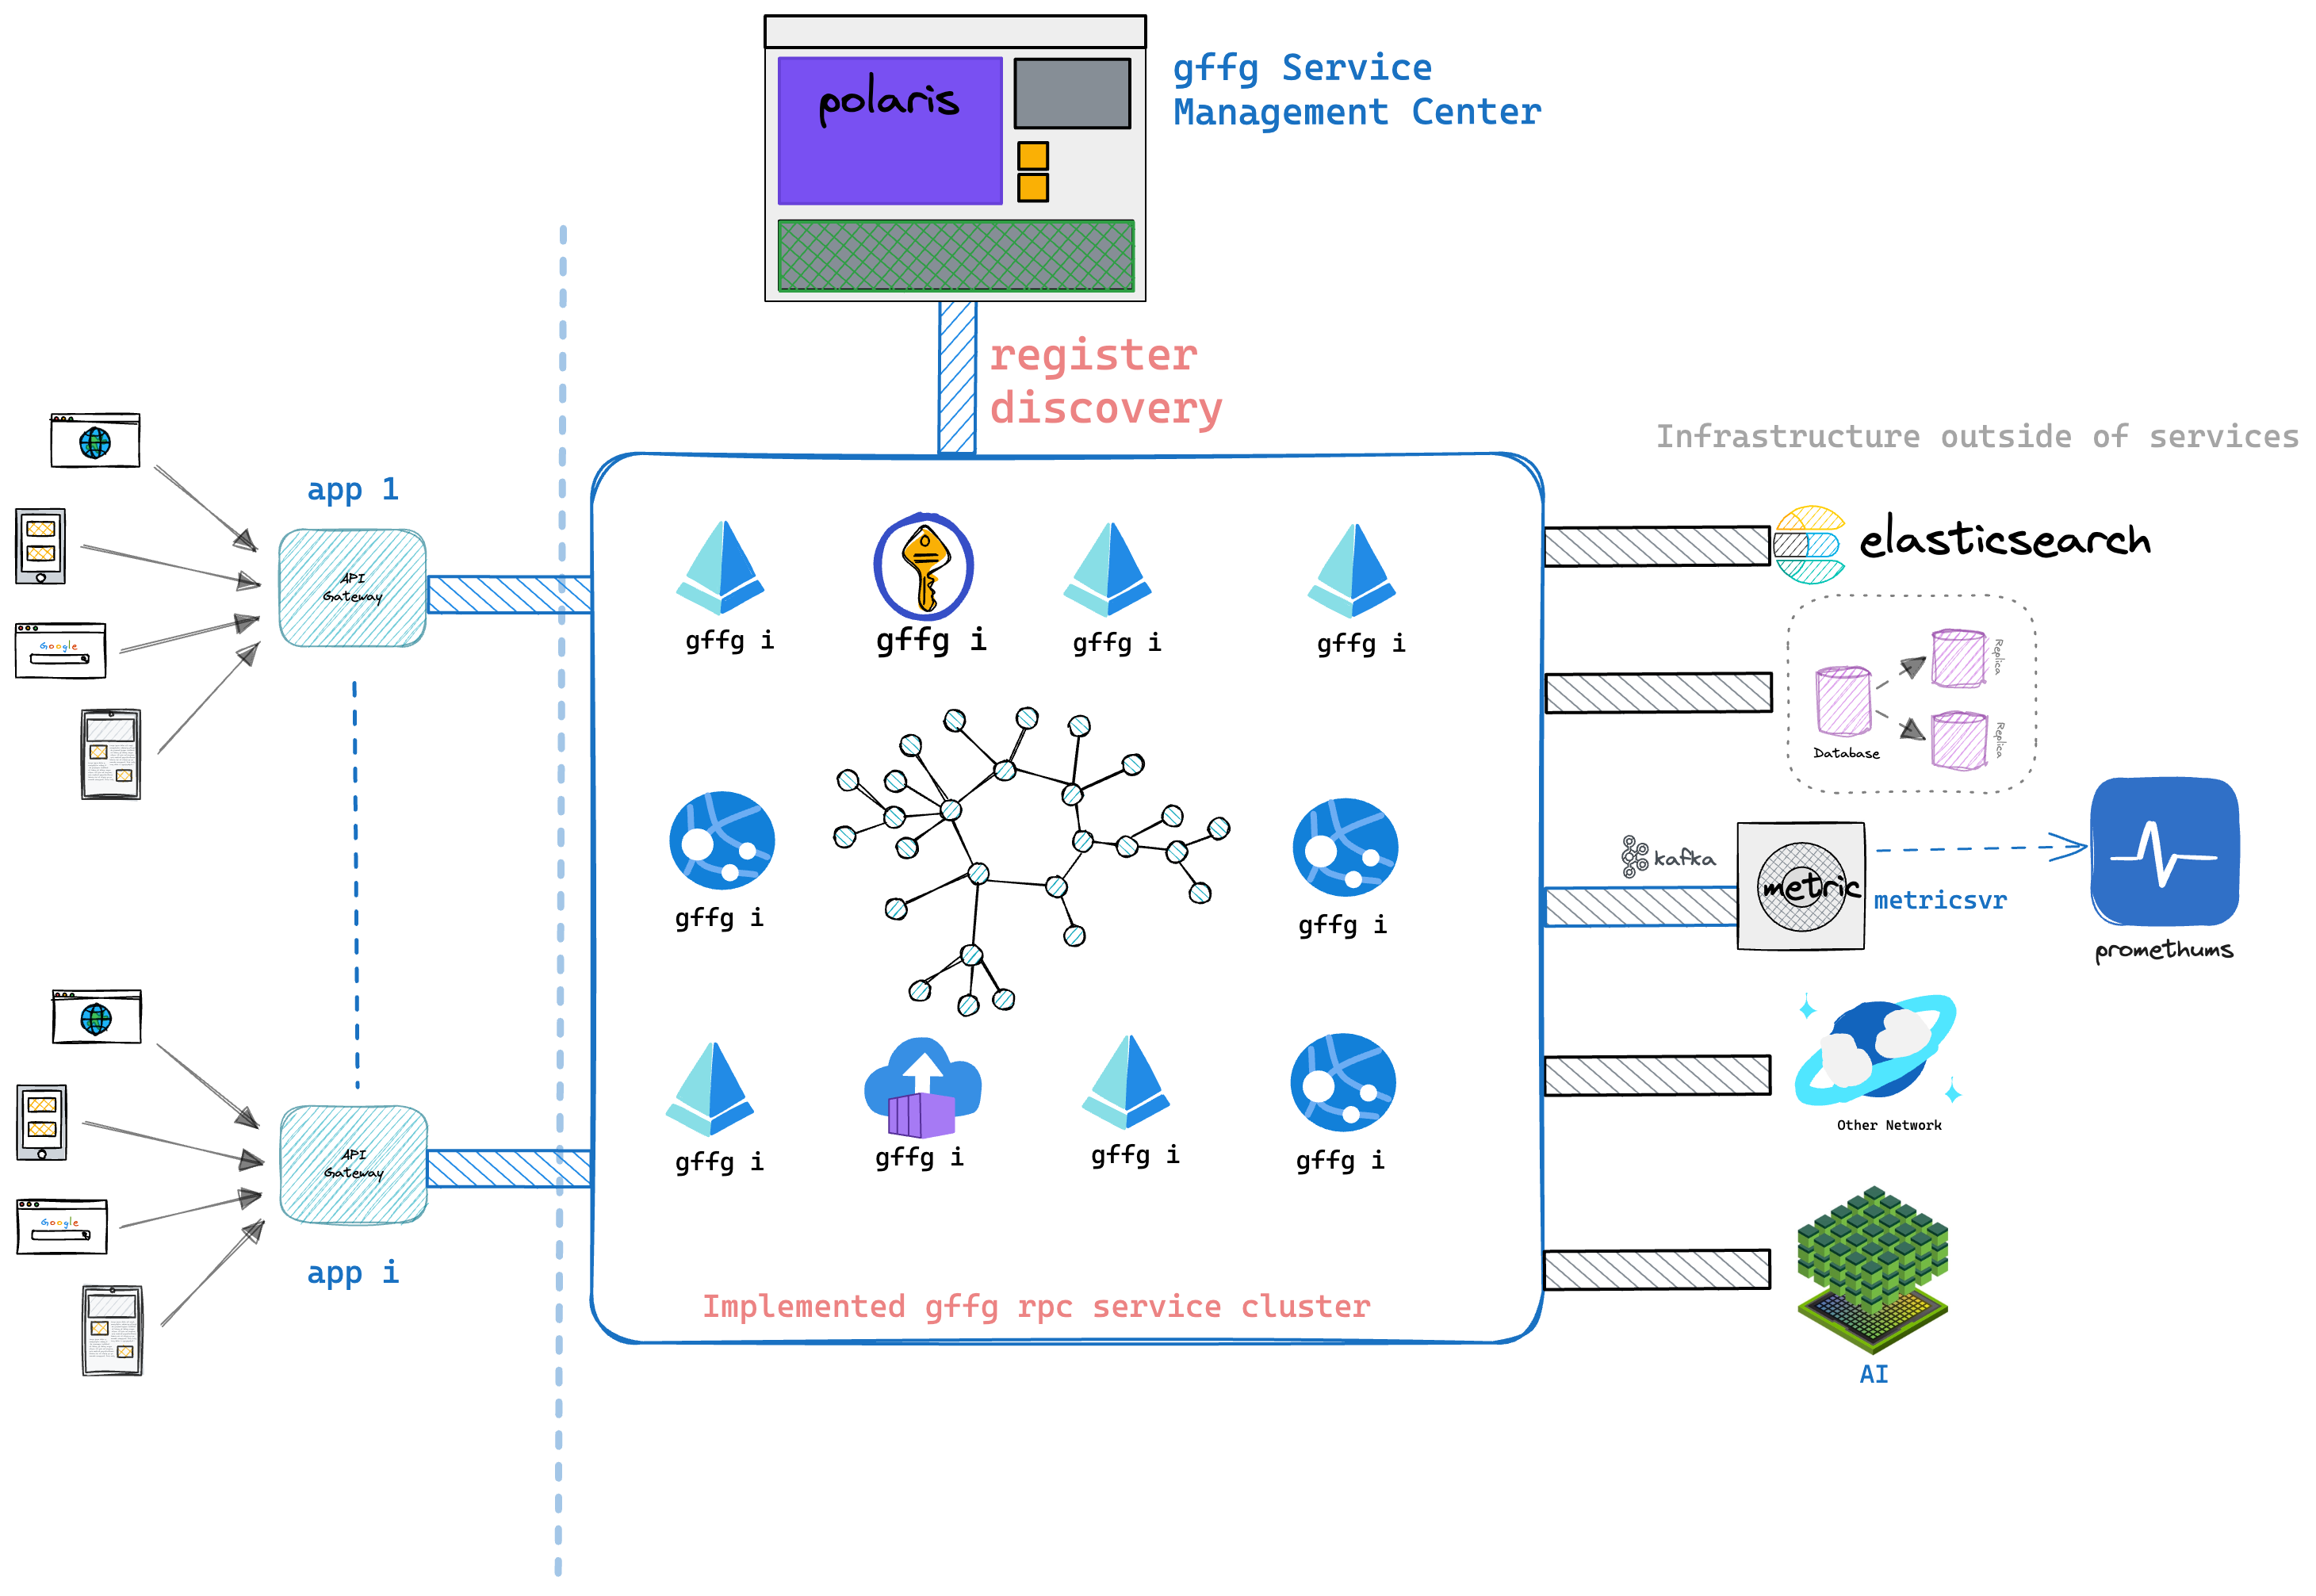 polaris
gffg Service
Management Center
register
discovery
Infrastructure outside of services
app 1
API
Gateway
Google
gffg i
gffg i
gffg i
gffg i
elasticsearch
Replica
Replica
Database
gffg i
gffg i
kafka
metric
metricsvr
promethums
Other Network
gffg i
gffg i
gffg i
gffg i
API
Gateway
Google
app i
Implemented gffg rpc service cluster
AI